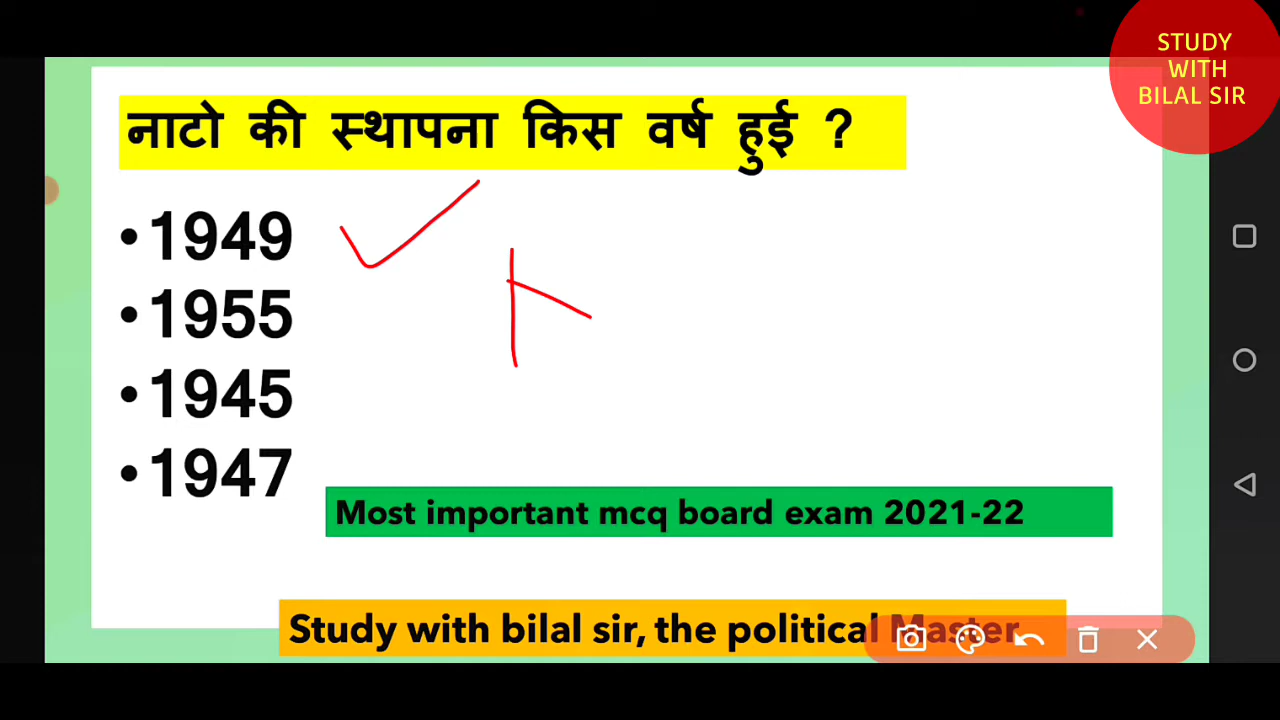 STUDY
WITH
BILAL SIR
नाटो की स्थापना किस वर्ष हुई ?
•1949
•1955
•1945
•1947
Most important mcq board exam 2021-22
Study with bilal sir, the political Master